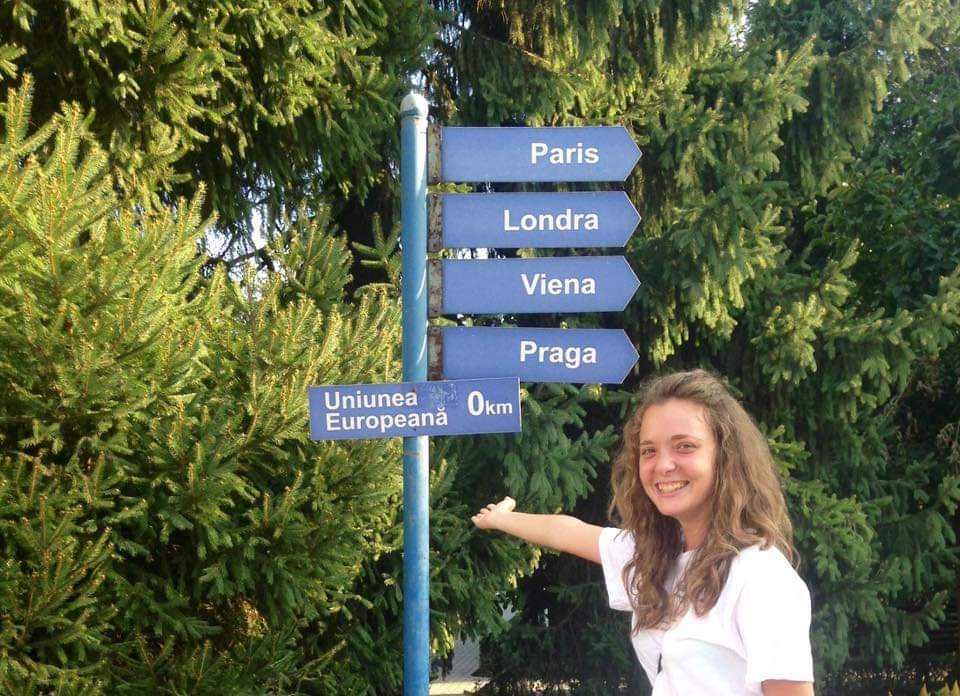 Paris
Londra
Viena
Praga
Uniunea
Europeană
0km